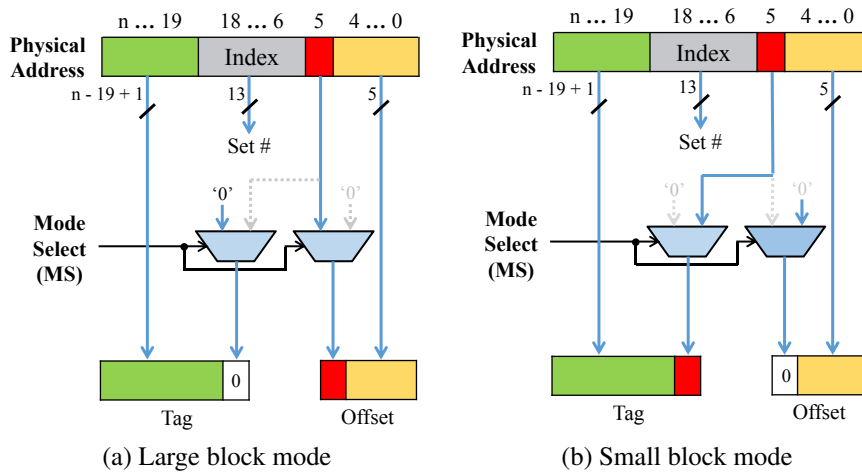 n ... 19 18 ... 6 5 4 ... 0
Physical Address
Index
n - 19 + 1
13
5
Set #
‘0’
‘0’
Mode Select (MS)
0
Tag
Offset
(a) Large block mode
n ... 19 18 ... 6 5 4 ... 0
Physical Address
Index
n - 19 + 1
13
5
Set #
‘0’
‘0’
Mode Select (MS)
0
Tag
Offset
(b) Small block mode